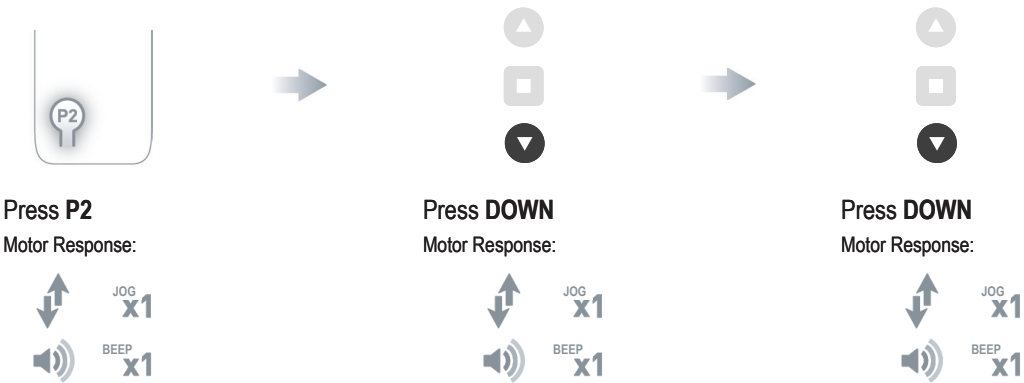 P2
Press P2
Motor Response:
JOG
x1
BEEP
x1
Press DOWN
Motor Response:
JOG
x1
BEEP
x1
Press DOWN
Motor Response:
JOG
x1
BEEP
x1